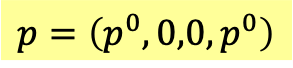 p = (p⁰, 0,0, p⁰)